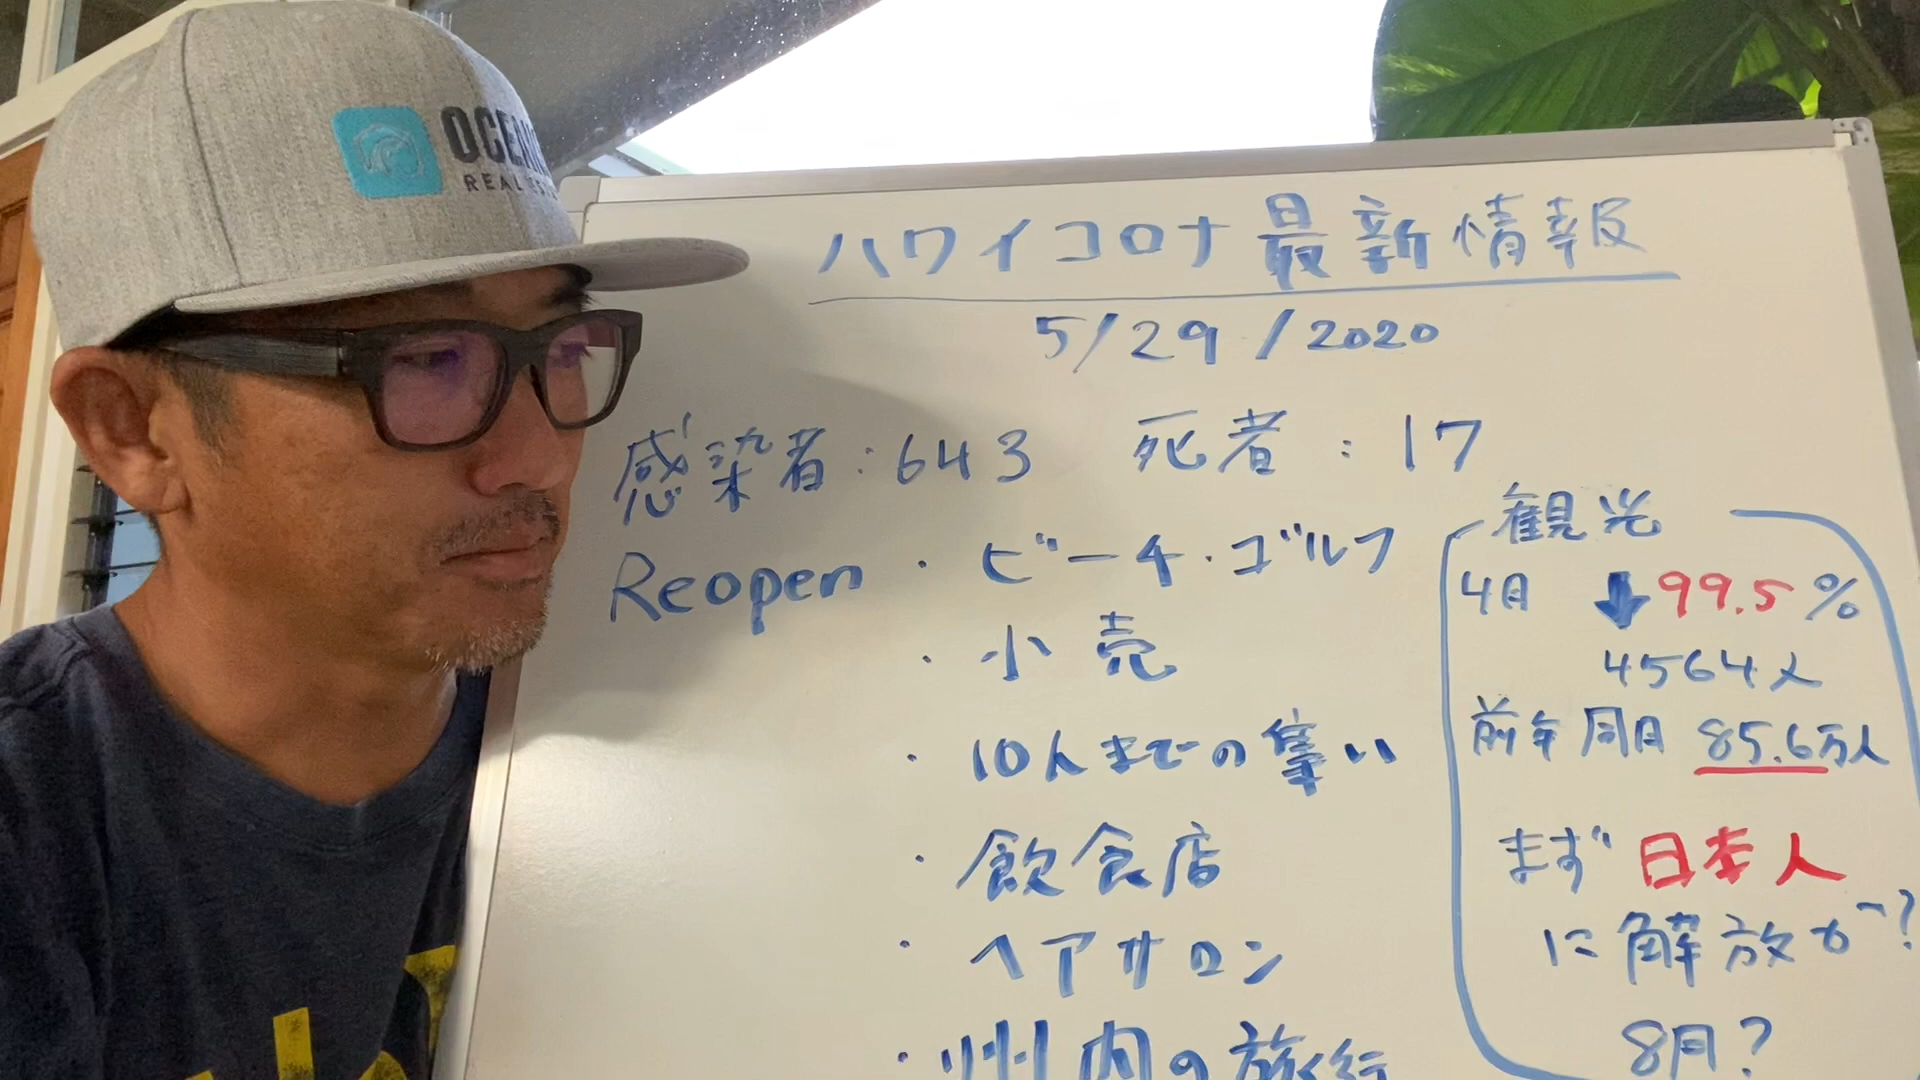 OCEAN
REAL ESTA
ハワイコロナ最新情報
5/29/2020
感染者:643 死者:17
Reopen ・ビーチ・ゴルフ
・小売
・10人までの集い
・飲食店
・ヘアサロン
・州内の旅行
観光
4月 ↓99.5%
4564人
前年同月 85.6万人
まず日本人
に解放か~?
8月?